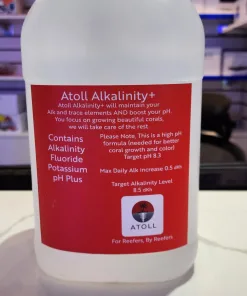 Atoll Alkalinity+
Atoll Alkalinity+ will maintain your
Alk and trace elements AND boost your pH.
You focus on growing beautiful corals,
we will take care of the rest
Contains
Alkalinity
Fluoride
Potassium
pH Plus
Please Note, This is a high pH
formula (needed for better
coral growth and color)
Target pH 8.3
Max Daily Alk Increase 0.5 dKh
Target Alkalinity Level
8.5 dKh
ATOLL
For Reefers, By Reefers